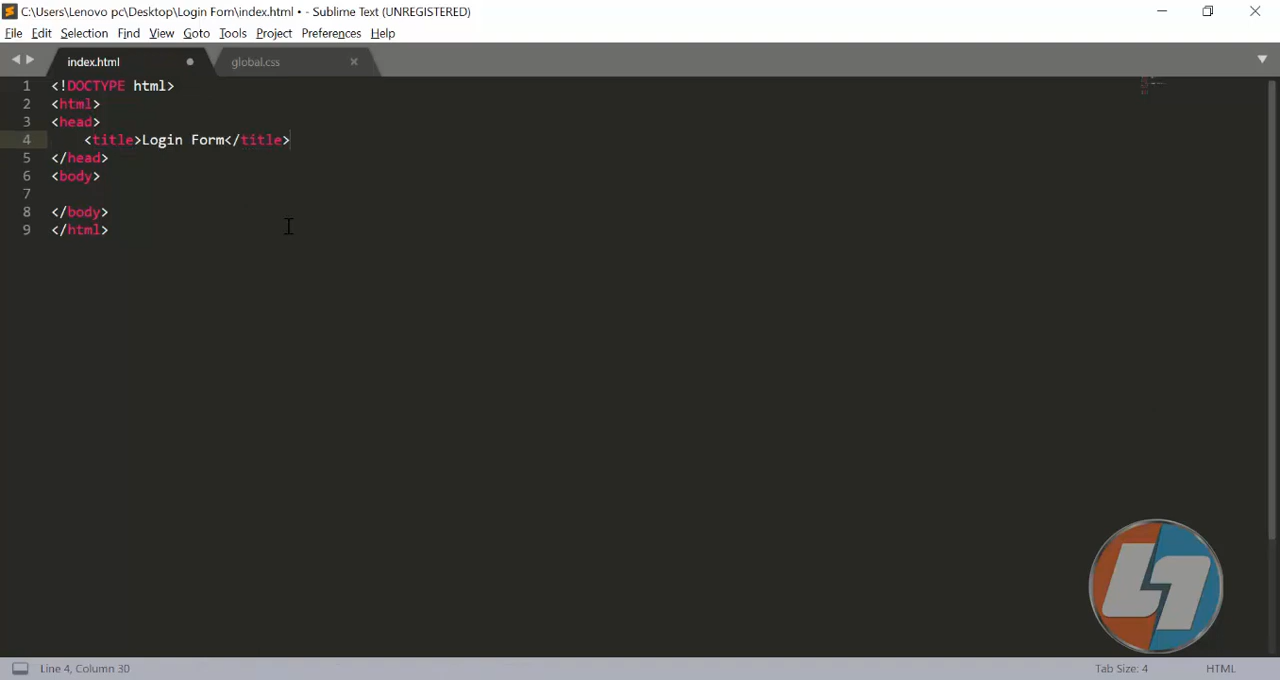 C:\Users\Lenovo pc\Desktop\Login Fom\index.html • - Sublime Text (UNREGISTERED)
File Edit Selection Find View Goto Tools Project Preferences Help
index.html global.css
1 <!DOCTYPE html>
2 <html>
3 <head>
4 <title>Login Form</title>
5 </head>
6 <body>
7
8 </body>
9 </html>
Line 4, Column 30 Tab Size: 4 HTML